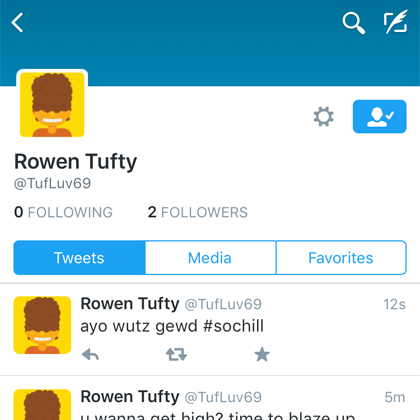 Rowen Tufty
@TufLuv69
0 FOLLOWING 2 FOLLOWERS
Tweets Media Favorites
Rowen Tufty @TufLuv69 12s
ayo wutz gewd #sochill
Rowen Tufty @TufLuv69 5m
u wanna get high? time to blaze up